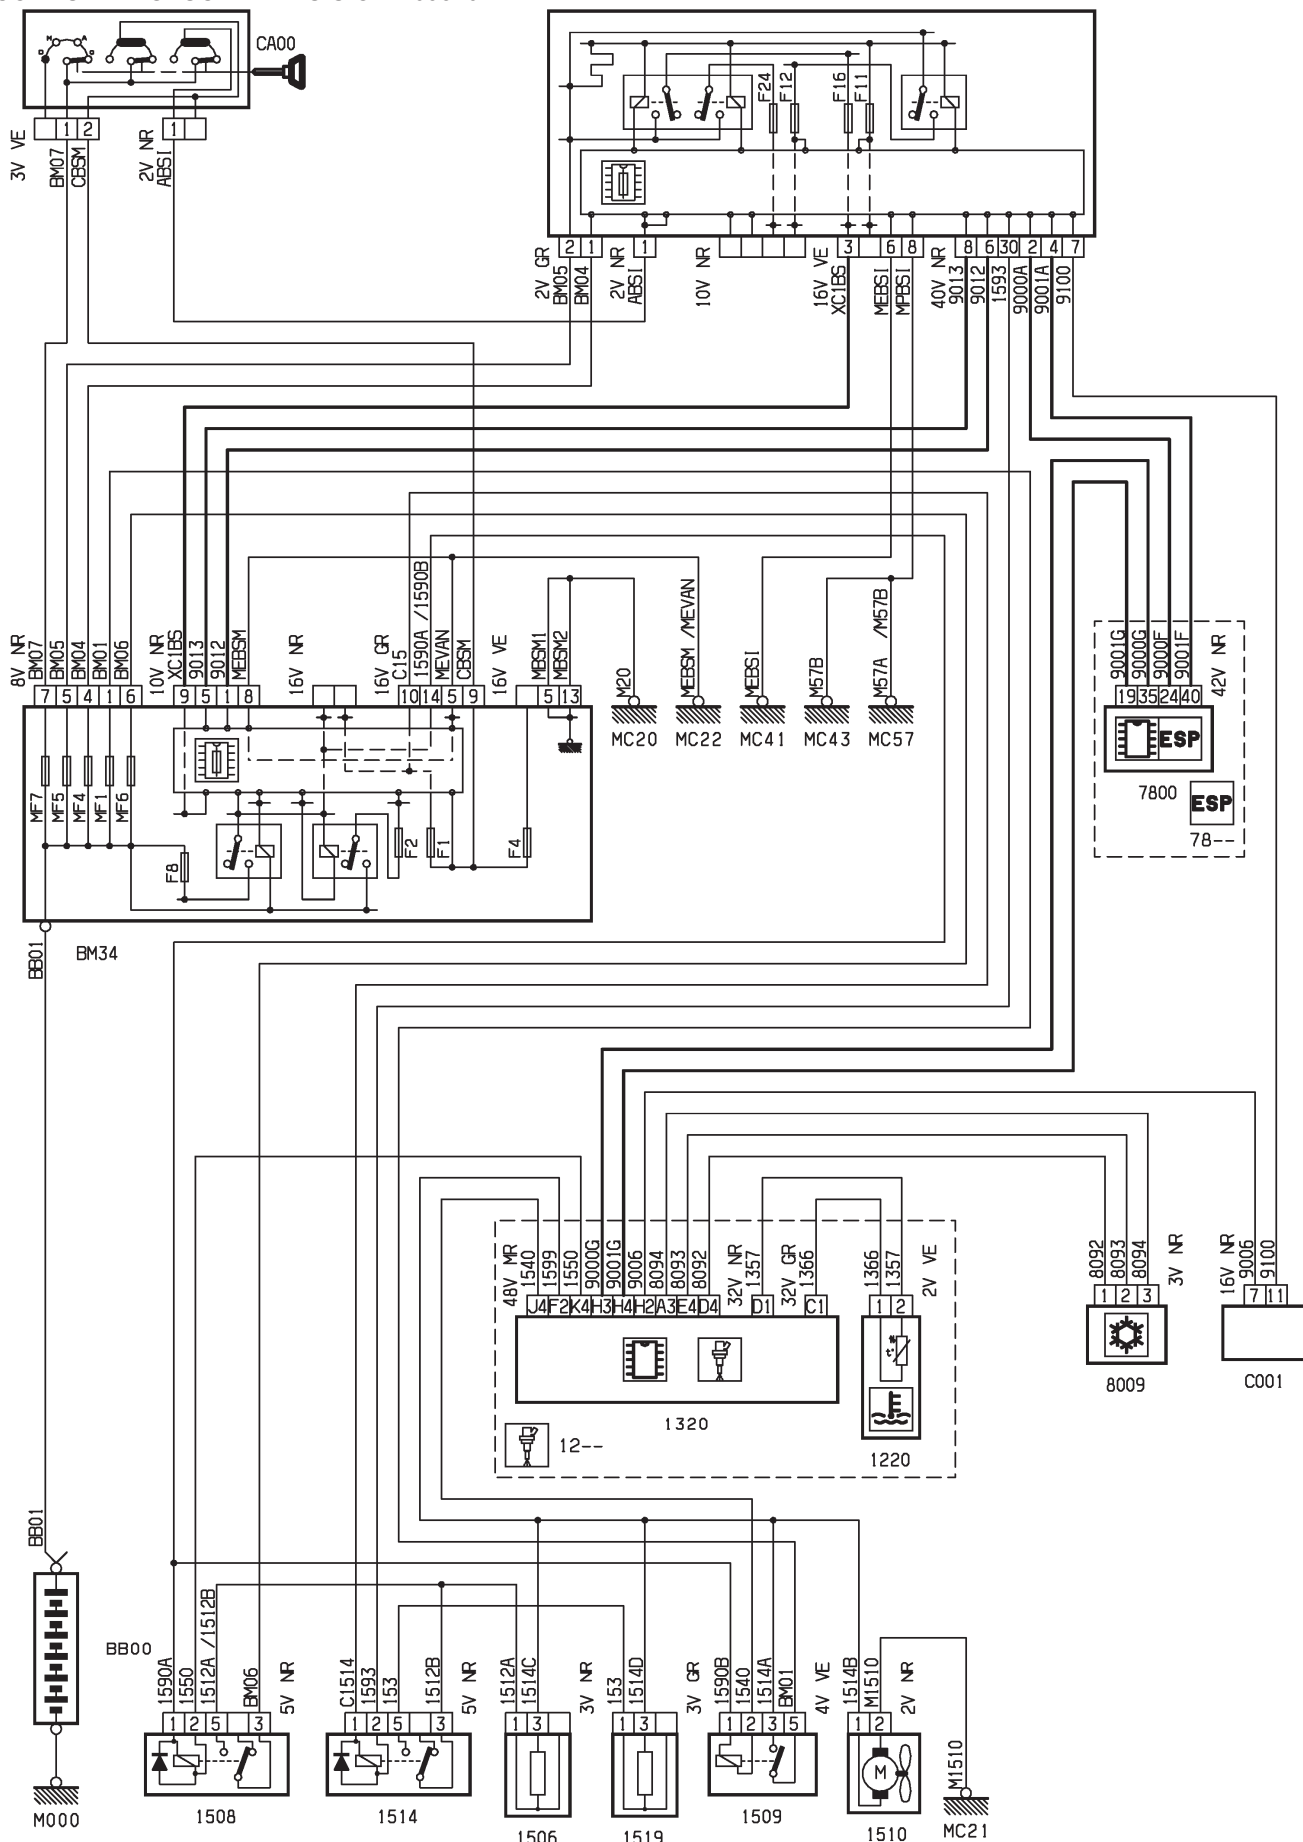 N
A
CA00
3V VE
1
2
BM07
CBSM
2V NR
1
ABSI
F24
F12
F16
F11
2V GR
2
1
BM05
BM04
2V NR
1
ABSI
10V NR
16V VE
3
XC1BS
6
8
MEBSI
MPBSI
40V NR
8
6
30
2
4
7
9013
9012
1593
9000A
9001A
9100
8V NR
BM07
BM05
BM04
BM01
BM06
7
5
4
1
6
10V NR
XC1BS
9013
9012
MEBSM
9
5
1
8
16V NR
16V GR
C15
1590A /1590B
MEVAN
CBSM
10
14
5
9
16V VE
MBSM1
MBSM2
5
13
M20
MEBSM /MEVAN
MEBSI
M57B
M57A /M57B
MC20
MC22
MC41
MC43
MC57
9001G
9000G
9000F
9001F
42V NR
19
35
24
40
ESP
7800
ESP
78--
MF7
MF5
MF4
MF1
MF6
F8
F2
F1
F4
BB01
BM34
48V MR
1540
1599
1550
9000G
9001G
9006
8094
8093
8092
32V NR
1357
32V GR
1366
J4
F2
K4
H3
H4
H2
A3
E4
D4
D1
C1
1366
1357
2V VE
1
2
t°
1320
12--
1220
8092
8093
8094
3V NR
1
2
3
8009
16V NR
9006
9100
7
11
C001
BB01
BB00
M000
1590A
1550
1512A /1512B
BM06
5V NR
1
2
5
3
1508
C1514
1593
153
1512B
5V NR
1
2
5
3
1514
1512A
1514C
3V NR
1
3
1506
153
1514D
3V GR
1
3
1519
1590B
1540
1514A
BM01
4V VE
1
2
3
5
1509
1514B
M1510
2V NR
1
2
M
1510
M1510
MC21